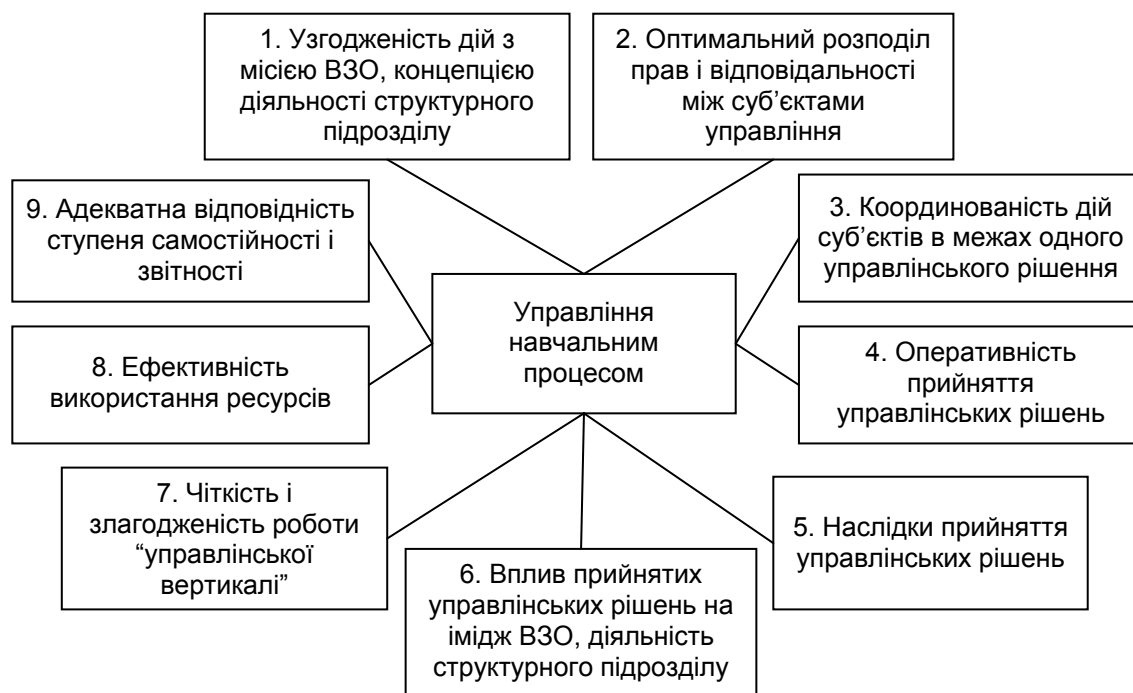 1. Узгодженість дій з
місією ВЗО, концепцією
діяльності структурного
підрозділу
2. Оптимальний розподіл
прав і відповідальності
між суб’єктами
управління
3. Координованість дій
суб’єктів в межах одного
управлінського рішення
4. Оперативність
прийняття
управлінських рішень
5. Наслідки прийняття
управлінських рішень
6. Вплив прийнятих
управлінських рішень на
імідж ВЗО, діяльність
структурного підрозділу
7. Чіткість і
злагодженість роботи
“управлінської
вертикалі”
8. Ефективність
використання ресурсів
9. Адекватна відповідність
ступеня самостійності і
звітності
Управління
навчальним
процесом